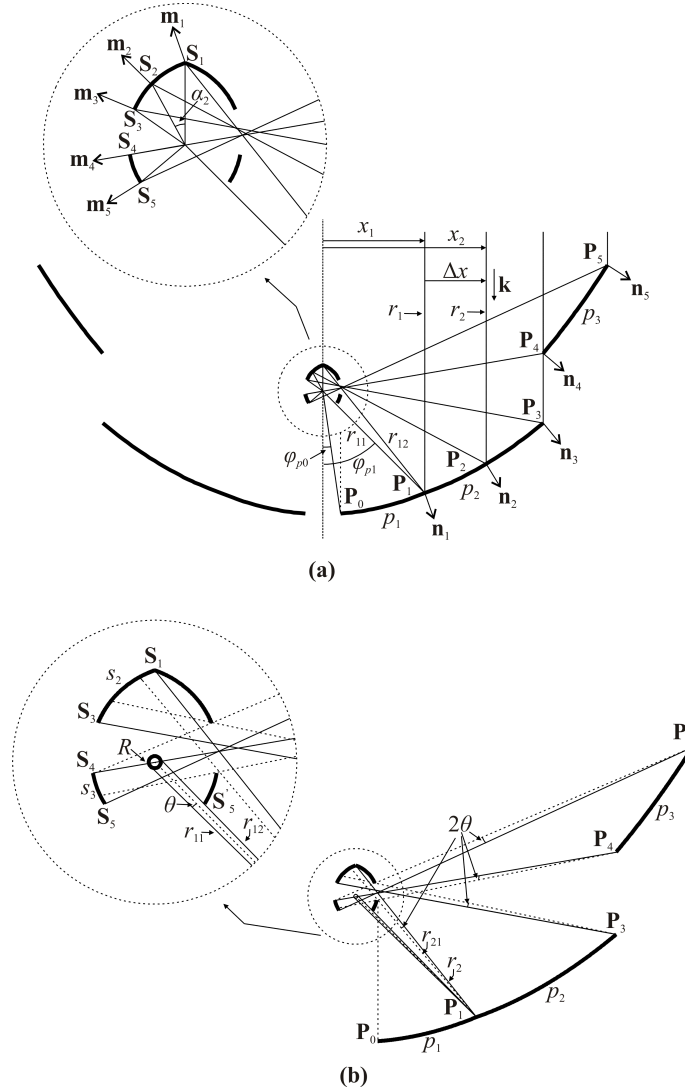 m₁
m₂
S₁
S₂
α₂
m₃
S₃
S₄
m₄
S₅
m₅
x₁
x₂
Δx
k
r₁
r₂
P₅
n₅
p₃
P₄
n₄
P₃
n₃
r₁₁
r₁₂
φₚ₀
φₚ₁
P₂
P₁
P₀
p₂
n₂
p₁
n₁
(a)
S₁
s₂
S₃
S₄
R
s₃
S₅
θ
S₅
r₁₂
r₁₁
P
2θ
p₃
P₄
P₃
r₂₁
r₂
P₁
p₂
P₀
p₁
(b)